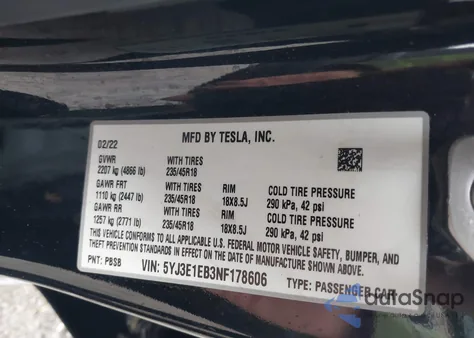 MFD BY TESLA, INC.
02/22
GVWR WITH TIRES
2207 kg (4866 lb) 235/45R18
GAWR FRT WITH TIRES RIM COLD TIRE PRESSURE
1110 kg (2447 lb) 235/45R18 18X8.5J 290 kPa, 42 psi
GAWR RR WITH TIRES RIM COLD TIRE PRESSURE
1257 kg (2771 lb) 235/45R18 18X8.5J 290 kPa, 42 psi
THIS VEHICLE CONFORMS TO ALL APPLICABLE U.S. FEDERAL MOTOR VEHICLE SAFETY, BUMPER, AND
THEFT PREVENTION STANDARDS IN EFFECT ON THE DATE OF MANUFACTURE SHOWN ABOVE.
PNT: PBSB VIN: 5YJ3E1EB3NF178606 TYPE: PASSENGER CAR
dataSnap